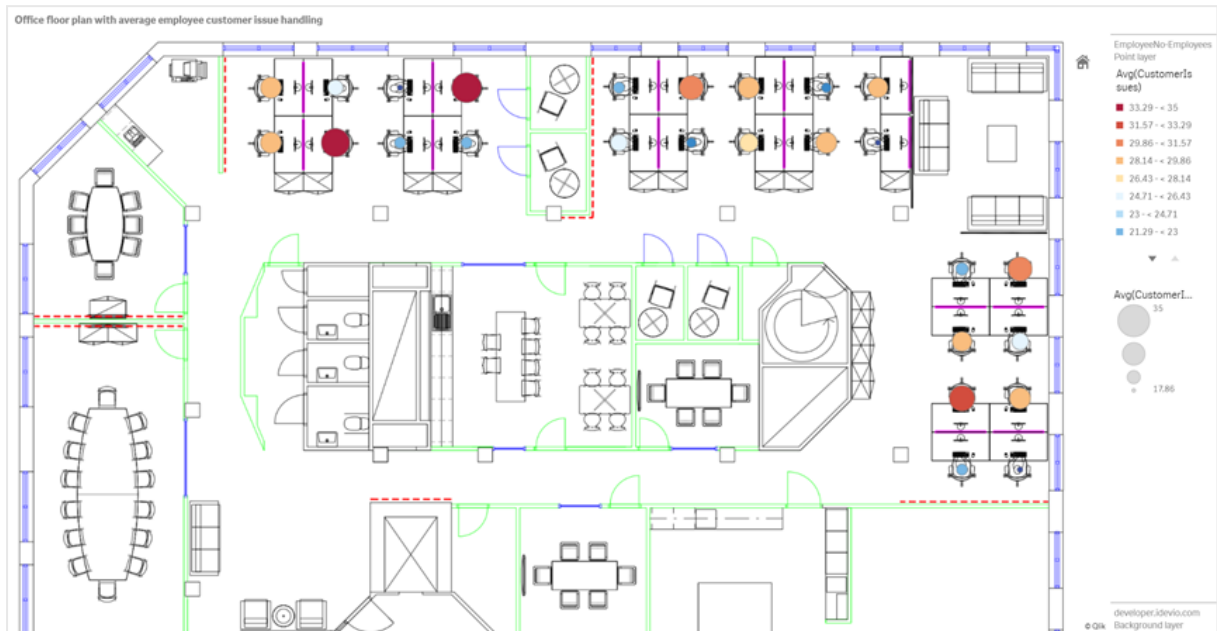 Office floor plan with average employee customer issue handling
EmployeeNo-Employees
Point layer
Avg(CustomerIs
sues)
33.29 - < 35
31.57 - < 33.29
29.86 - < 31.57
28.14 - < 29.86
26.43 - < 28.14
24.71 - < 26.43
23 - < 24.71
21.29 - < 23
Avg(CustomerI...
35
17.86
developer.idevio.com
© Qlik Background layer